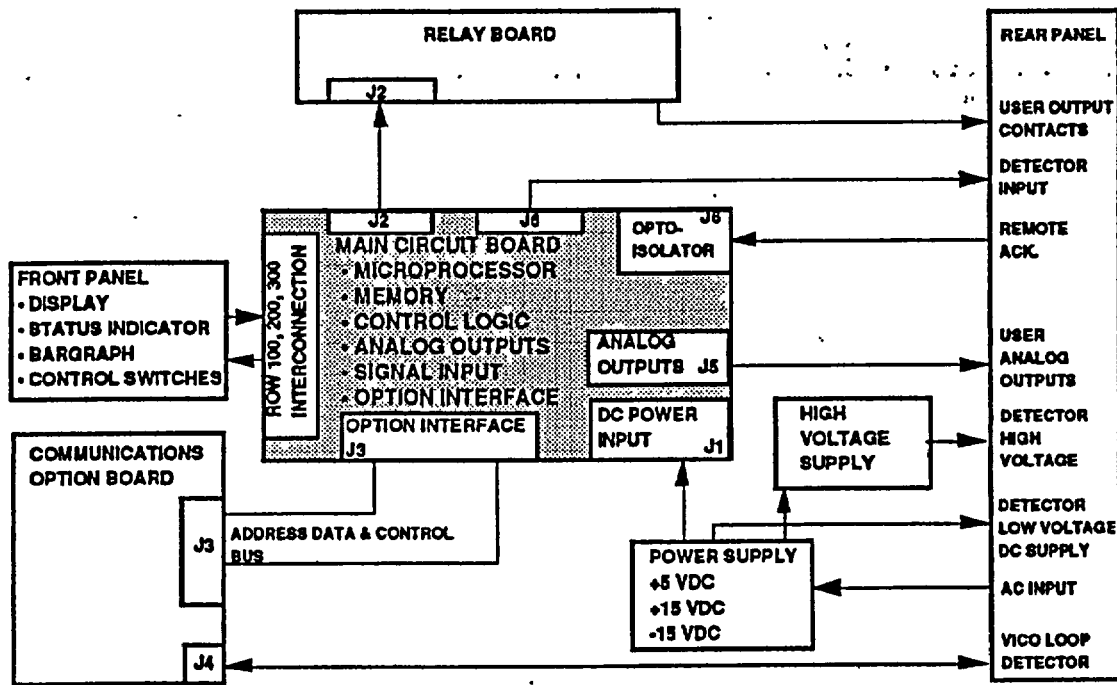 RELAY BOARD
J2
REAR PANEL
USER OUTPUT
CONTACTS
DETECTOR
INPUT
REMOTE
ACK.
USER
ANALOG
OUTPUTS
DETECTOR
HIGH
VOLTAGE
DETECTOR
LOW VOLTAGE
DC SUPPLY
AC INPUT
VICO LOOP
DETECTOR
J2
J6
J6
OPTO-
ISOLATOR
MAIN CIRCUIT BOARD
• MICROPROCESSOR
• MEMORY
• CONTROL LOGIC
• ANALOG OUTPUTS
• SIGNAL INPUT
• OPTION INTERFACE
ROW 100, 200, 300
INTERCONNECTION
ANALOG
OUTPUTS J5
OPTION INTERFACE
J3
DC POWER
INPUT
J1
FRONT PANEL
• DISPLAY
• STATUS INDICATOR
• BARGRAPH
• CONTROL SWITCHES
HIGH
VOLTAGE
SUPPLY
COMMUNICATIONS
OPTION BOARD
J3
ADDRESS DATA & CONTROL
BUS
J4
POWER SUPPLY
+5 VDC
+15 VDC
-15 VDC